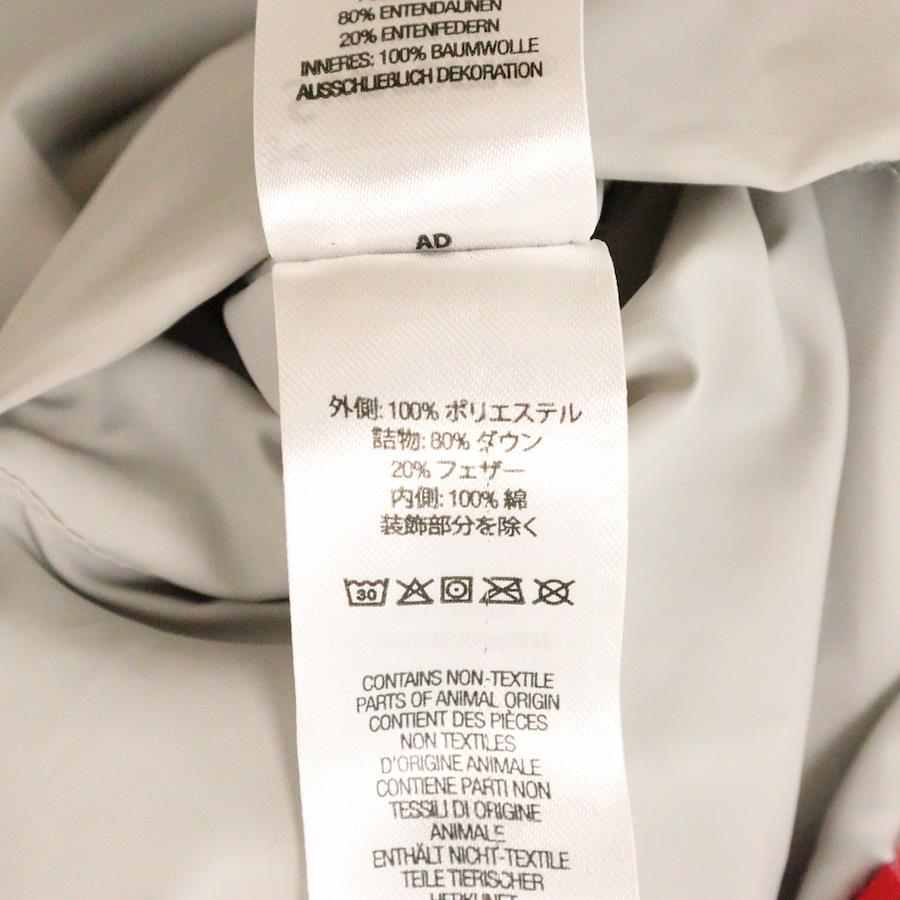 80% ENTENDAUNEN
20% ENTENFEDERN
INNERES: 100% BAUMWOLLE
AUSSCHLIEBLICH DEKORATION
AD
外側: 100% ポリエステル
詰物: 80% ダウン
20% フェザー
内側: 100% 綿
装飾部分を除く
30
CONTAINS NON-TEXTILE
PARTS OF ANIMAL ORIGIN
CONTIENT DES PIÈCES
NON TEXTILES
D'ORIGINE ANIMALE
CONTIENE PARTI NON
TESSILI DI ORIGINE
ANIMALE
ENTHÄLT NICHT-TEXTILE
TEILE TIERISCHER
HERKUNFT